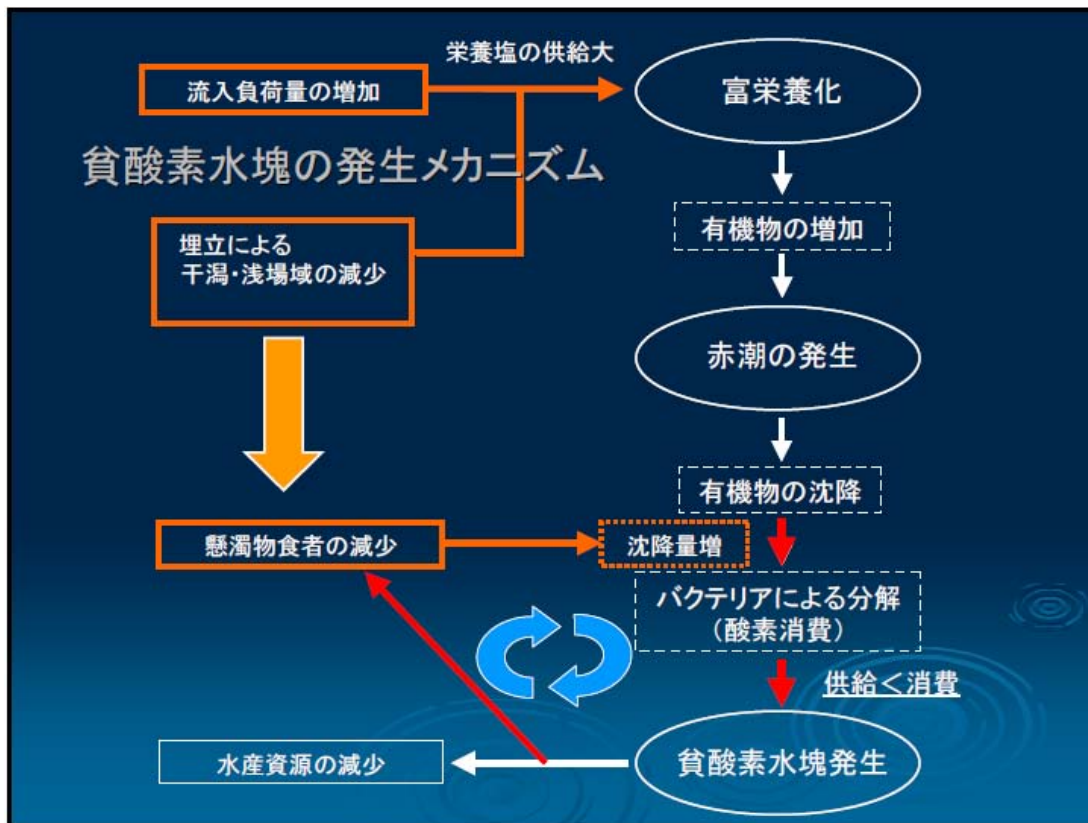 栄養塩の供給大
流入負荷量の増加
富栄養化
貧酸素水塊の発生メカニズム
有機物の増加
埋立による
干潟・浅場域の減少
赤潮の発生
有機物の沈降
懸濁物食者の減少
沈降量増
バクテリアによる分解
（酸素消費）
供給＜消費
水産資源の減少
貧酸素水塊発生